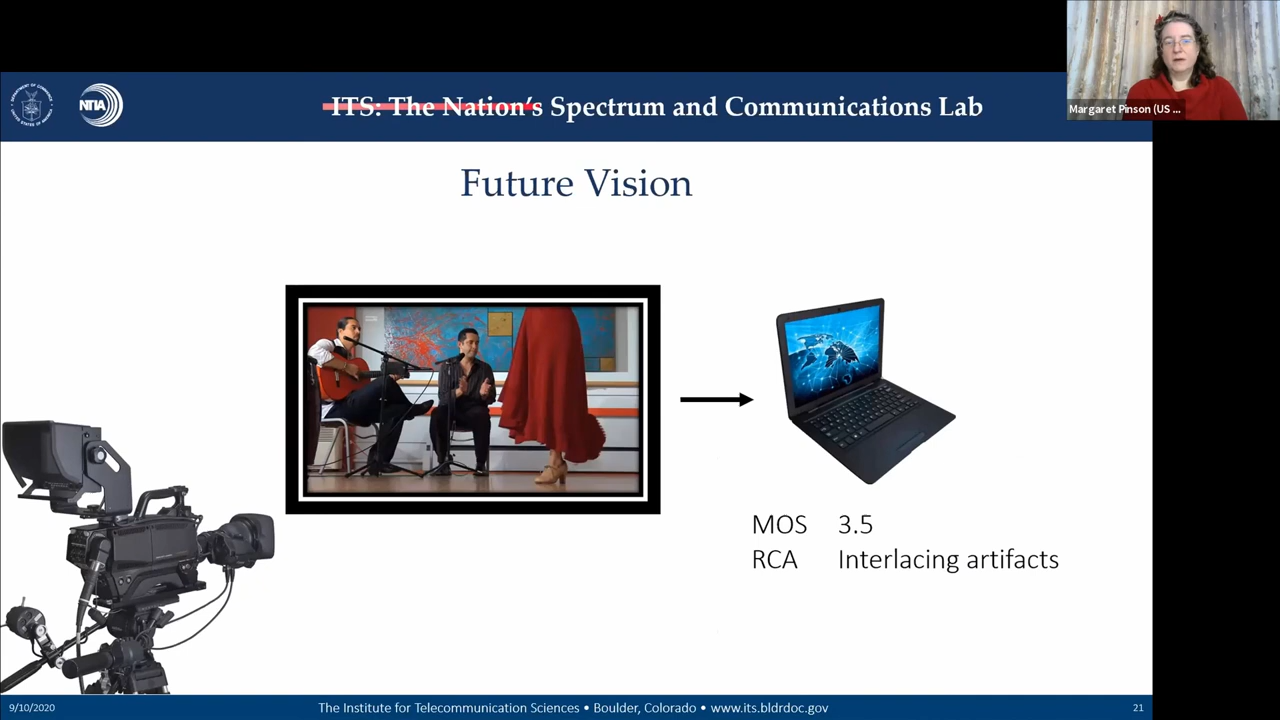 Margaret Pinson (US ...
NTIA
ITS: The Nation's Spectrum and Communications Lab
Future Vision
MOS 3.5
RCA Interlacing artifacts
9/10/2020
The Institute for Telecommunication Sciences • Boulder, Colorado • www.its.bldrdoc.gov
21